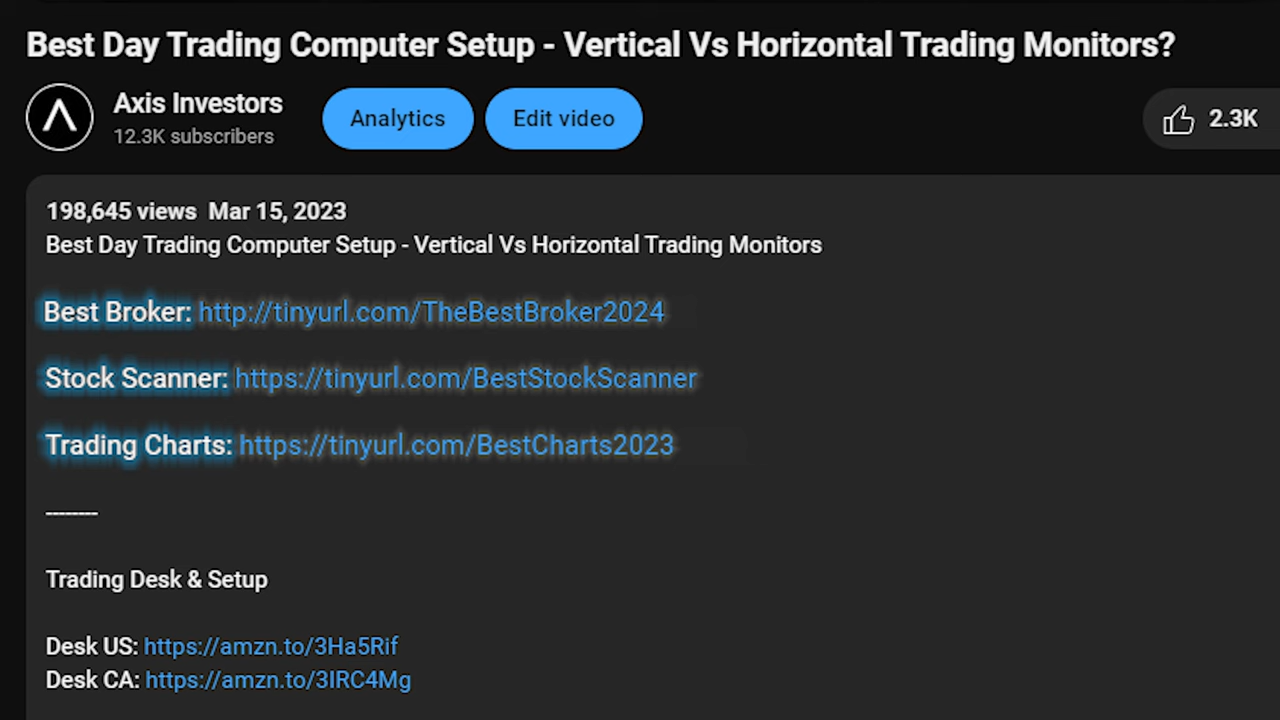 Best Day Trading Computer Setup - Vertical Vs Horizontal Trading Monitors?
Axis Investors
12.3K subscribers
Analytics
Edit video
2.3K
198,645 views Mar 15, 2023
Best Day Trading Computer Setup - Vertical Vs Horizontal Trading Monitors
Best Broker: http://tinyurl.com/TheBestBroker2024
Stock Scanner: https://tinyurl.com/BestStockScanner
Trading Charts: https://tinyurl.com/BestCharts2023
--------
Trading Desk & Setup
Desk US: https://amzn.to/3Ha5Rif
Desk CA: https://amzn.to/3IRC4Mg